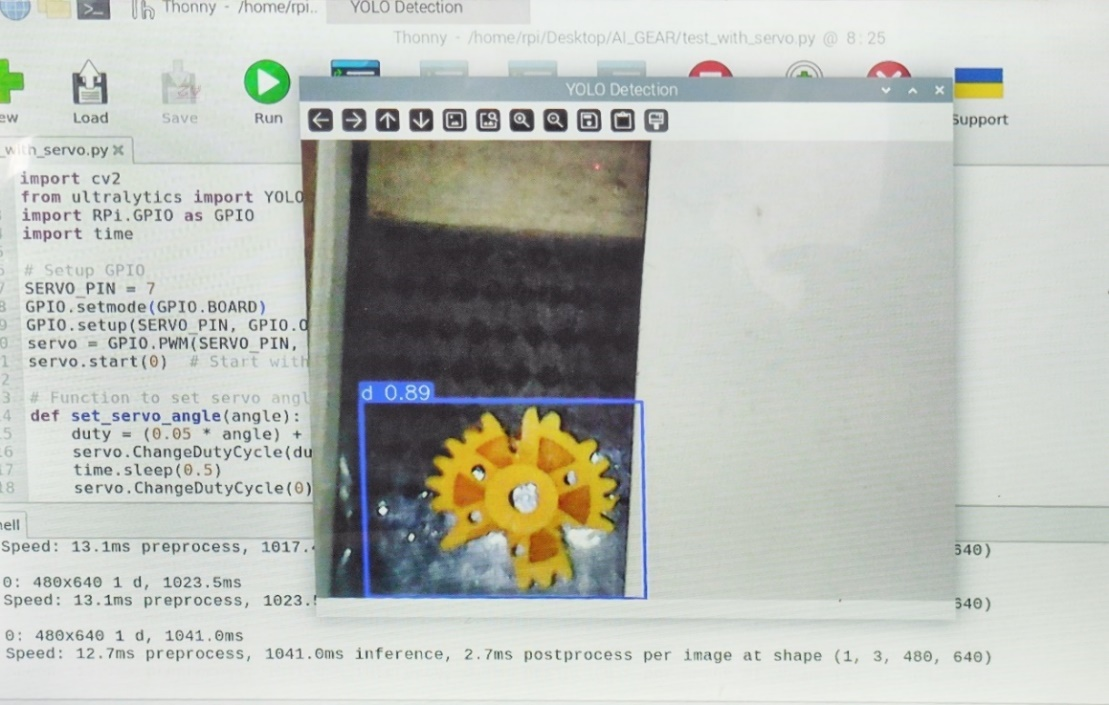 Thonny - /home/rpi..
YOLO Detection
Thonny - /home/rpi/Desktop/AI_GEAR/test_with_servo.py @ 8:25
Load
Save
Run
Support
_with_servo.py
YOLO Detection
import cv2
from ultralytics import YOLO
import RPi.GPIO as GPIO
import time
# Setup GPIO
SERVO_PIN = 7
GPIO.setmode(GPIO.BOARD)
GPIO.setup(SERVO_PIN, GPIO.O
servo = GPIO.PWM(SERVO_PIN,
servo.start(0) # Start with
# Function to set servo angl
def set_servo_angle(angle):
duty = (0.05 * angle) +
servo.ChangeDutyCycle(du
time.sleep(0.5)
servo.ChangeDutyCycle(0)
d 0.89
Speed: 13.1ms preprocess, 1017. 640)
0: 480x640 1 d, 1023.5ms
Speed: 13.1ms preprocess, 1023. 640)
0: 480x640 1 d, 1041.0ms
Speed: 12.7ms preprocess, 1041.0ms inference, 2.7ms postprocess per image at shape (1, 3, 480, 640)